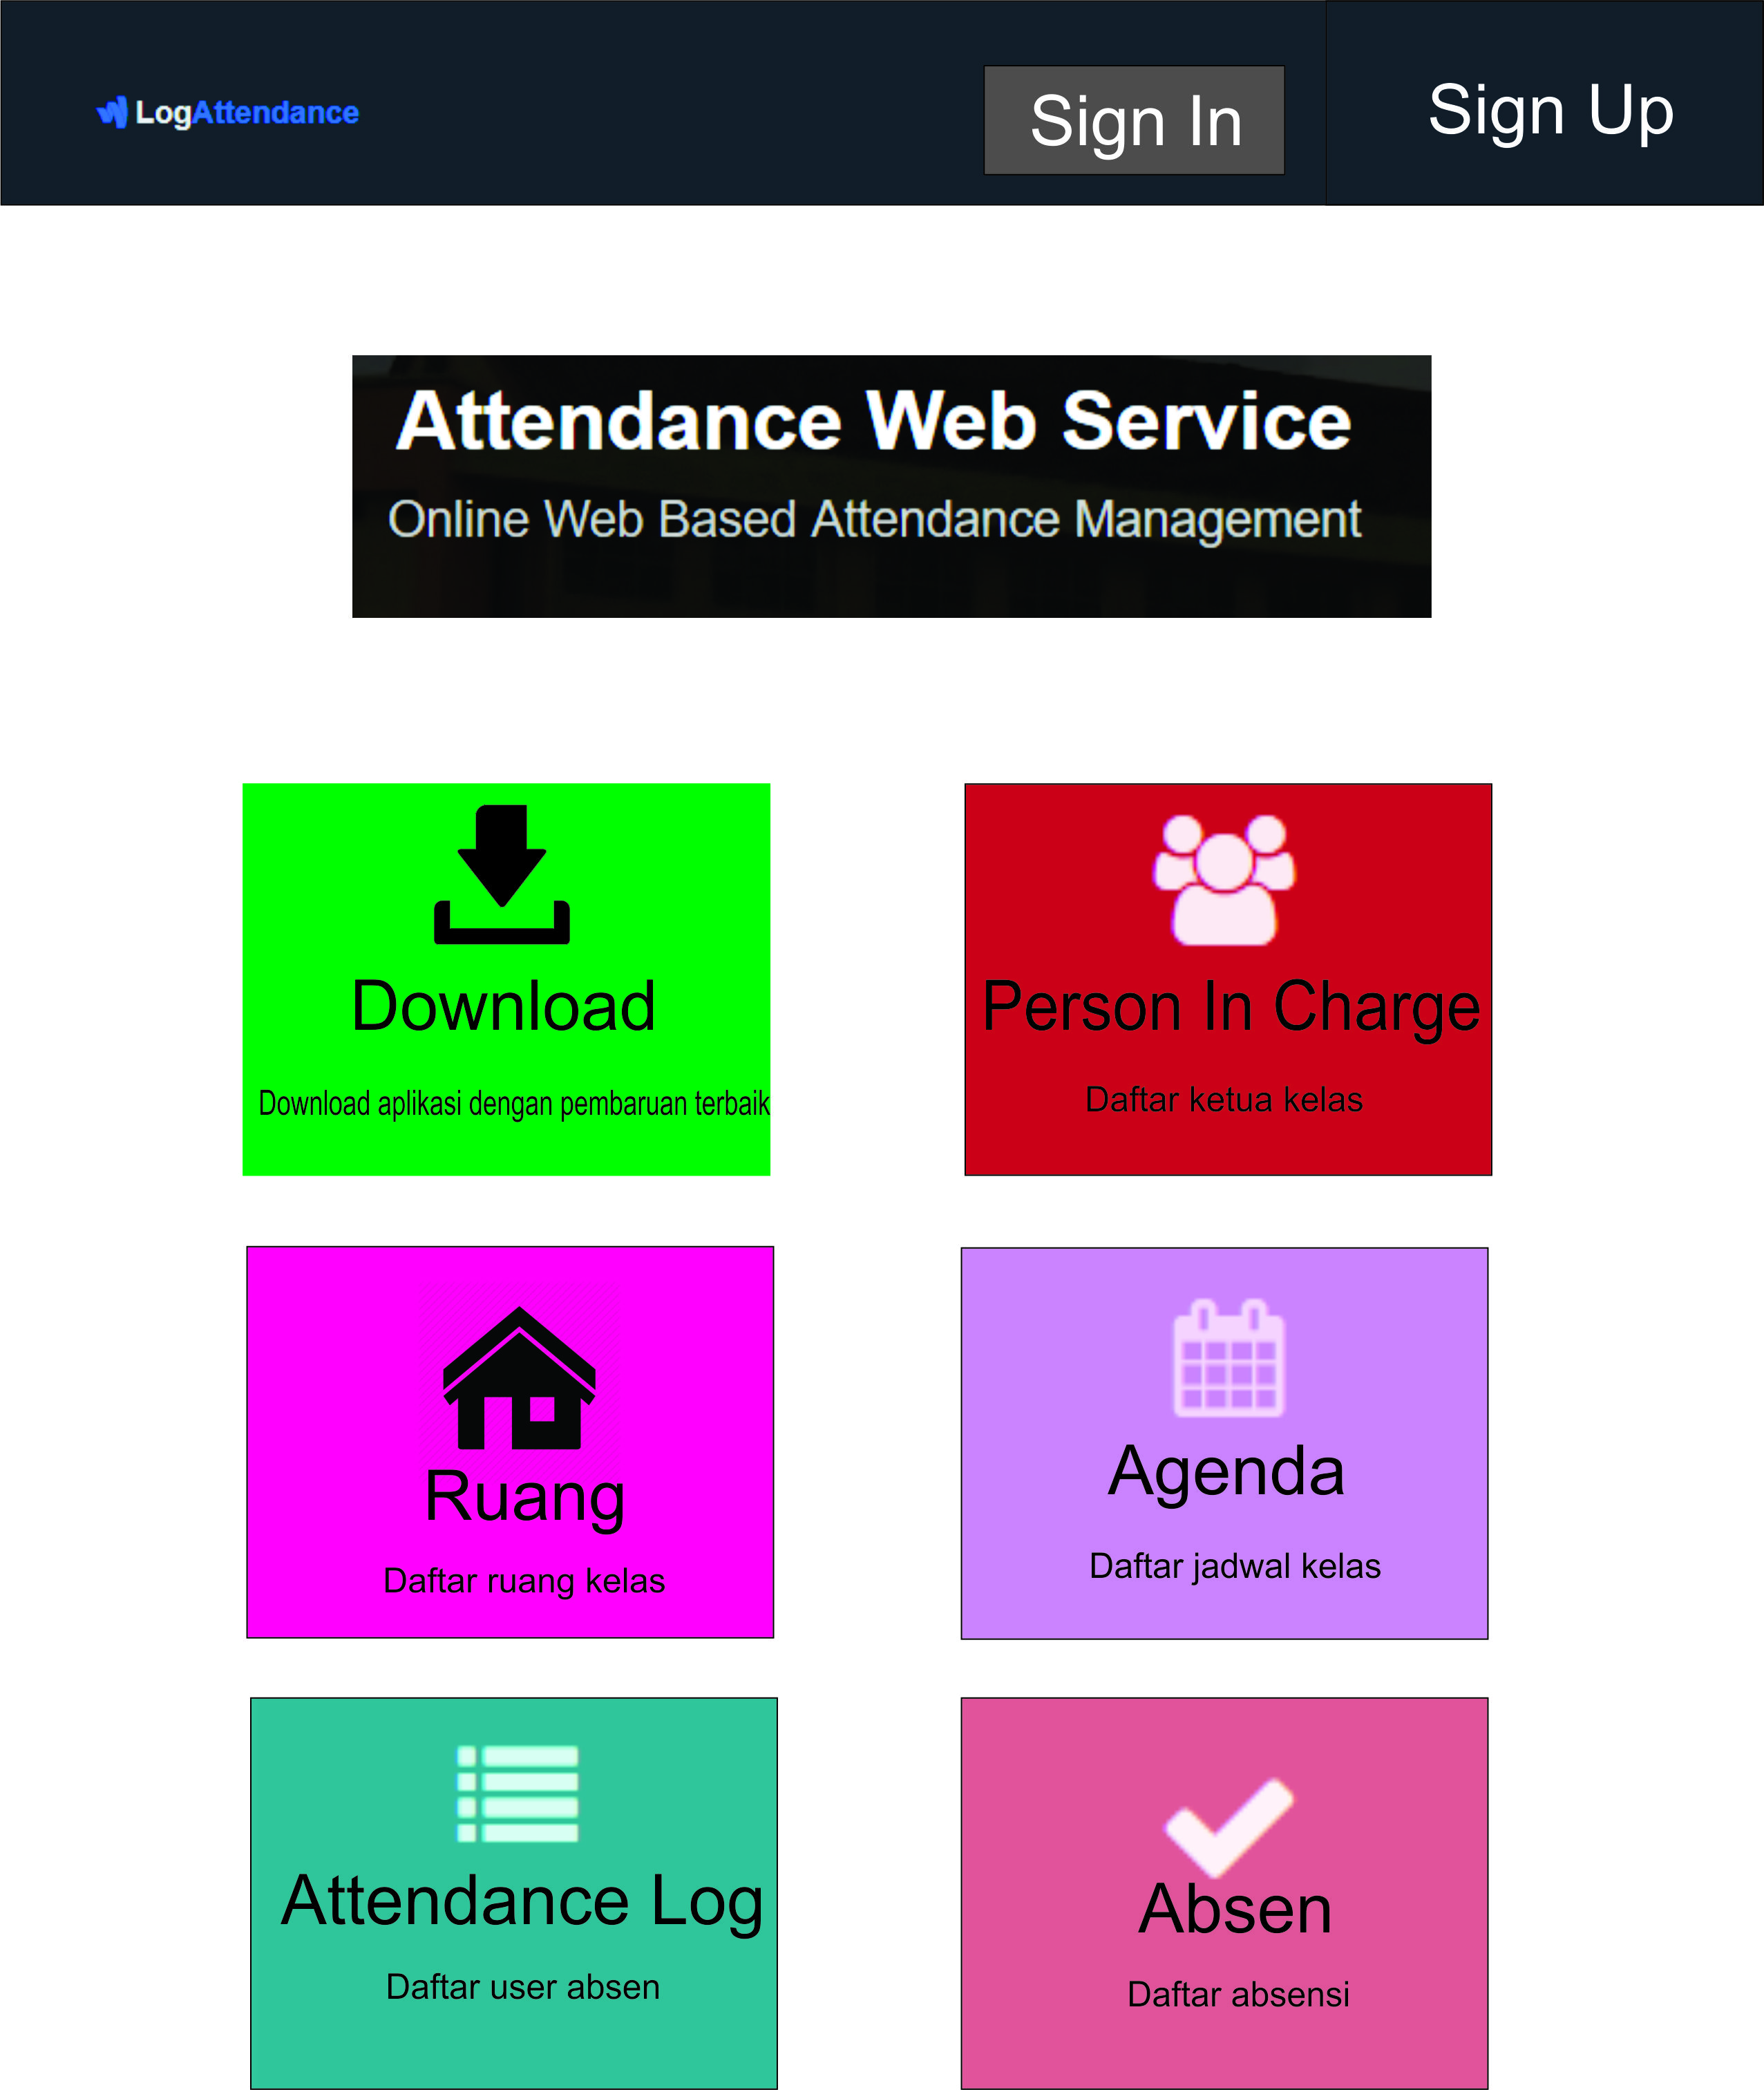 LogAttendance
Sign In
Sign Up
Attendance Web Service
Online Web Based Attendance Management
Download
Download aplikasi dengan pembaruan terbaik
Person In Charge
Daftar ketua kelas
Ruang
Daftar ruang kelas
Agenda
Daftar jadwal kelas
Attendance Log
Daftar user absen
Absen
Daftar absensi